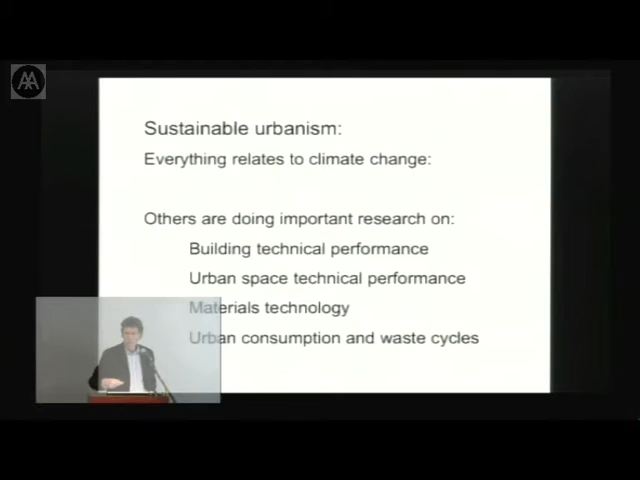 AA
Sustainable urbanism:
Everything relates to climate change:
Others are doing important research on:
Building technical performance
Urban space technical performance
Materials technology
Urban consumption and waste cycles